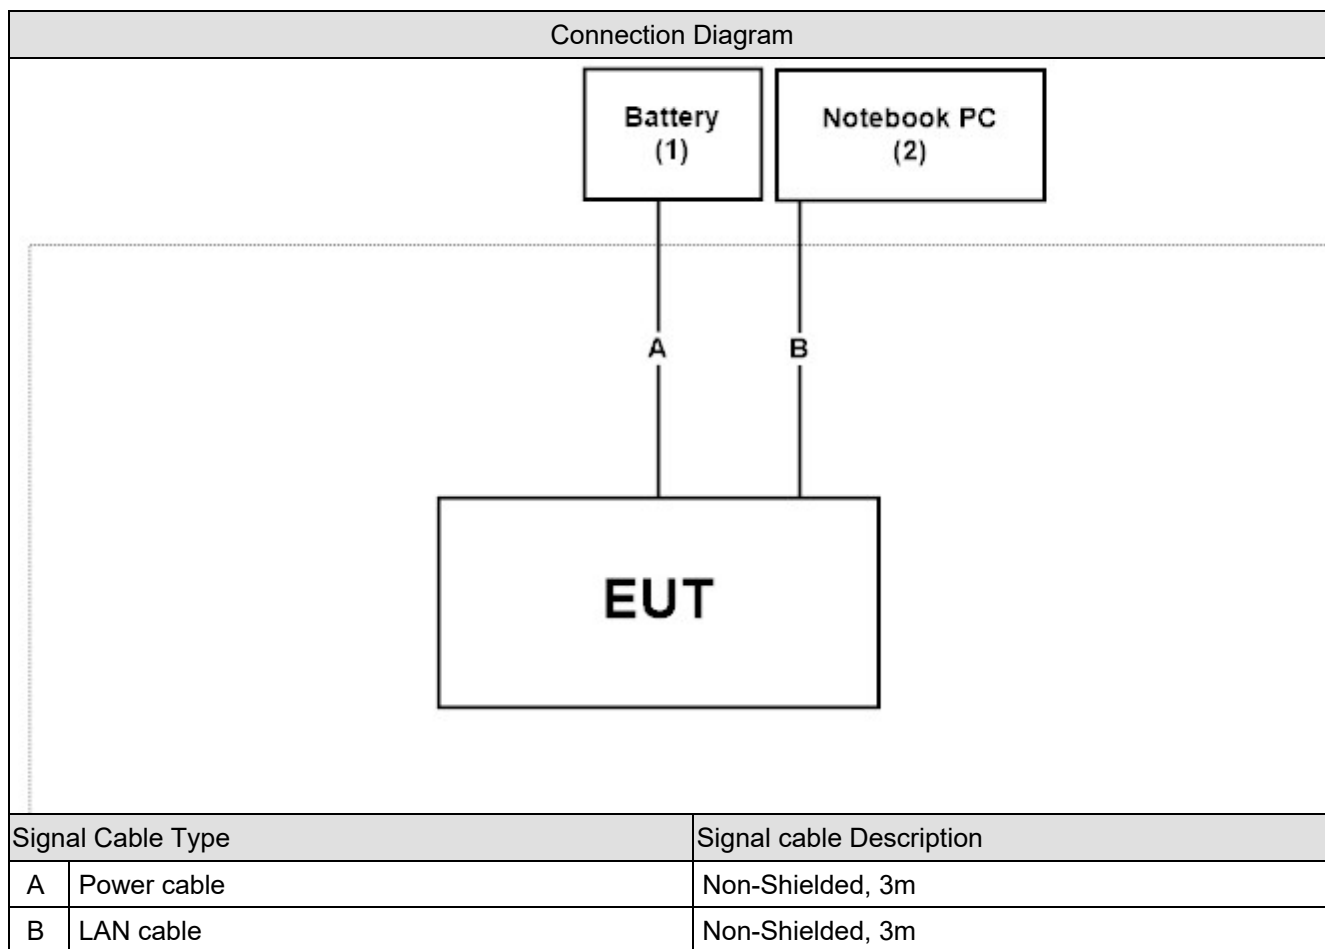 Connection Diagram
Battery
(1)
Notebook PC
(2)
A
B
EUT
Signal Cable Type
Signal cable Description
A
Power cable
Non-Shielded, 3m
B
LAN cable
Non-Shielded, 3m